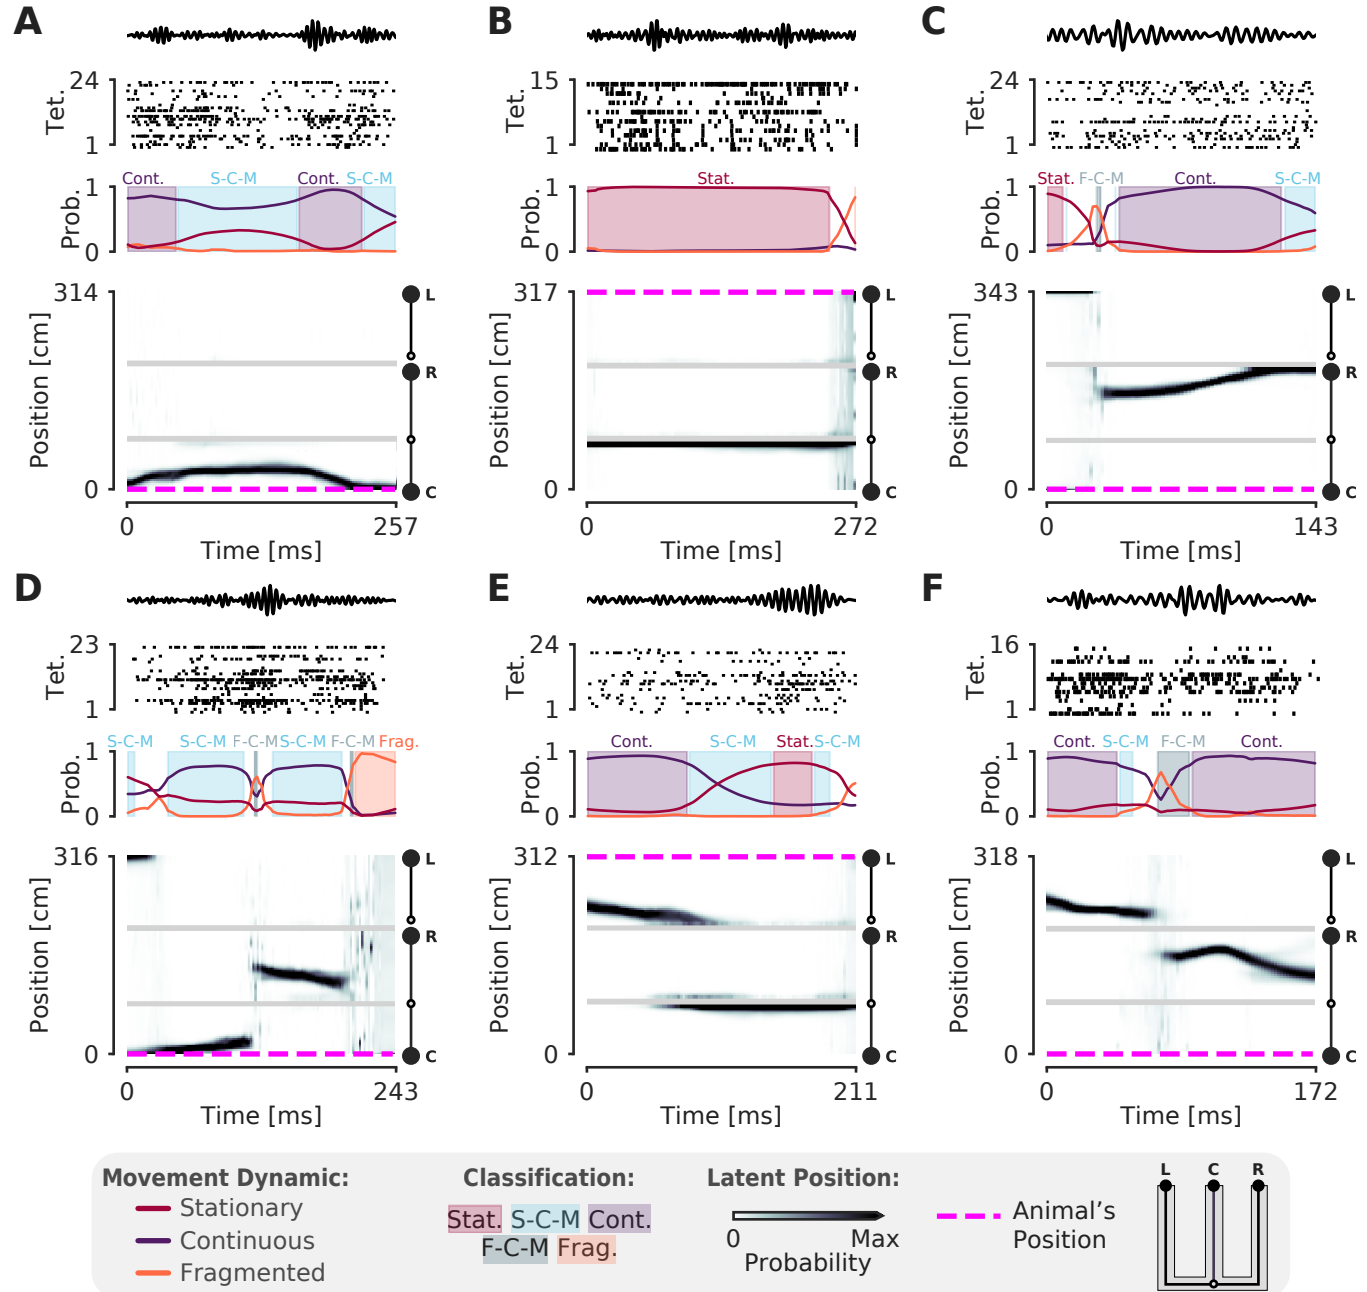 A
24
Tet.
1
Cont. S-C-M Cont. S-C-M
1
Prob.
0
314
Position [cm]
0
L
R
C
0 257
Time [ms]
B
15
Tet.
1
Stat.
1
Prob.
0
317
Position [cm]
0
L
R
C
0 272
Time [ms]
C
24
Tet.
1
Stat. F-C-M Cont. S-C-M
1
Prob.
0
343
Position [cm]
0
L
R
C
0 143
Time [ms]
D
23
Tet.
1
S-C-M S-C-M F-C-M S-C-M F-C-M Frag.
1
Prob.
0
316
Position [cm]
0
L
R
C
0 243
Time [ms]
E
24
Tet.
1
Cont. S-C-M Stat. S-C-M
1
Prob.
0
312
Position [cm]
0
L
R
C
0 211
Time [ms]
F
16
Tet.
1
Cont. S-C-M F-C-M Cont.
1
Prob.
0
318
Position [cm]
0
L
R
C
0 172
Time [ms]
Movement Dynamic:
Stationary
Continuous
Fragmented
Classification:
Stat. S-C-M Cont.
F-C-M Frag.
Latent Position:
0 Max
Probability
Animal's
Position
L C R